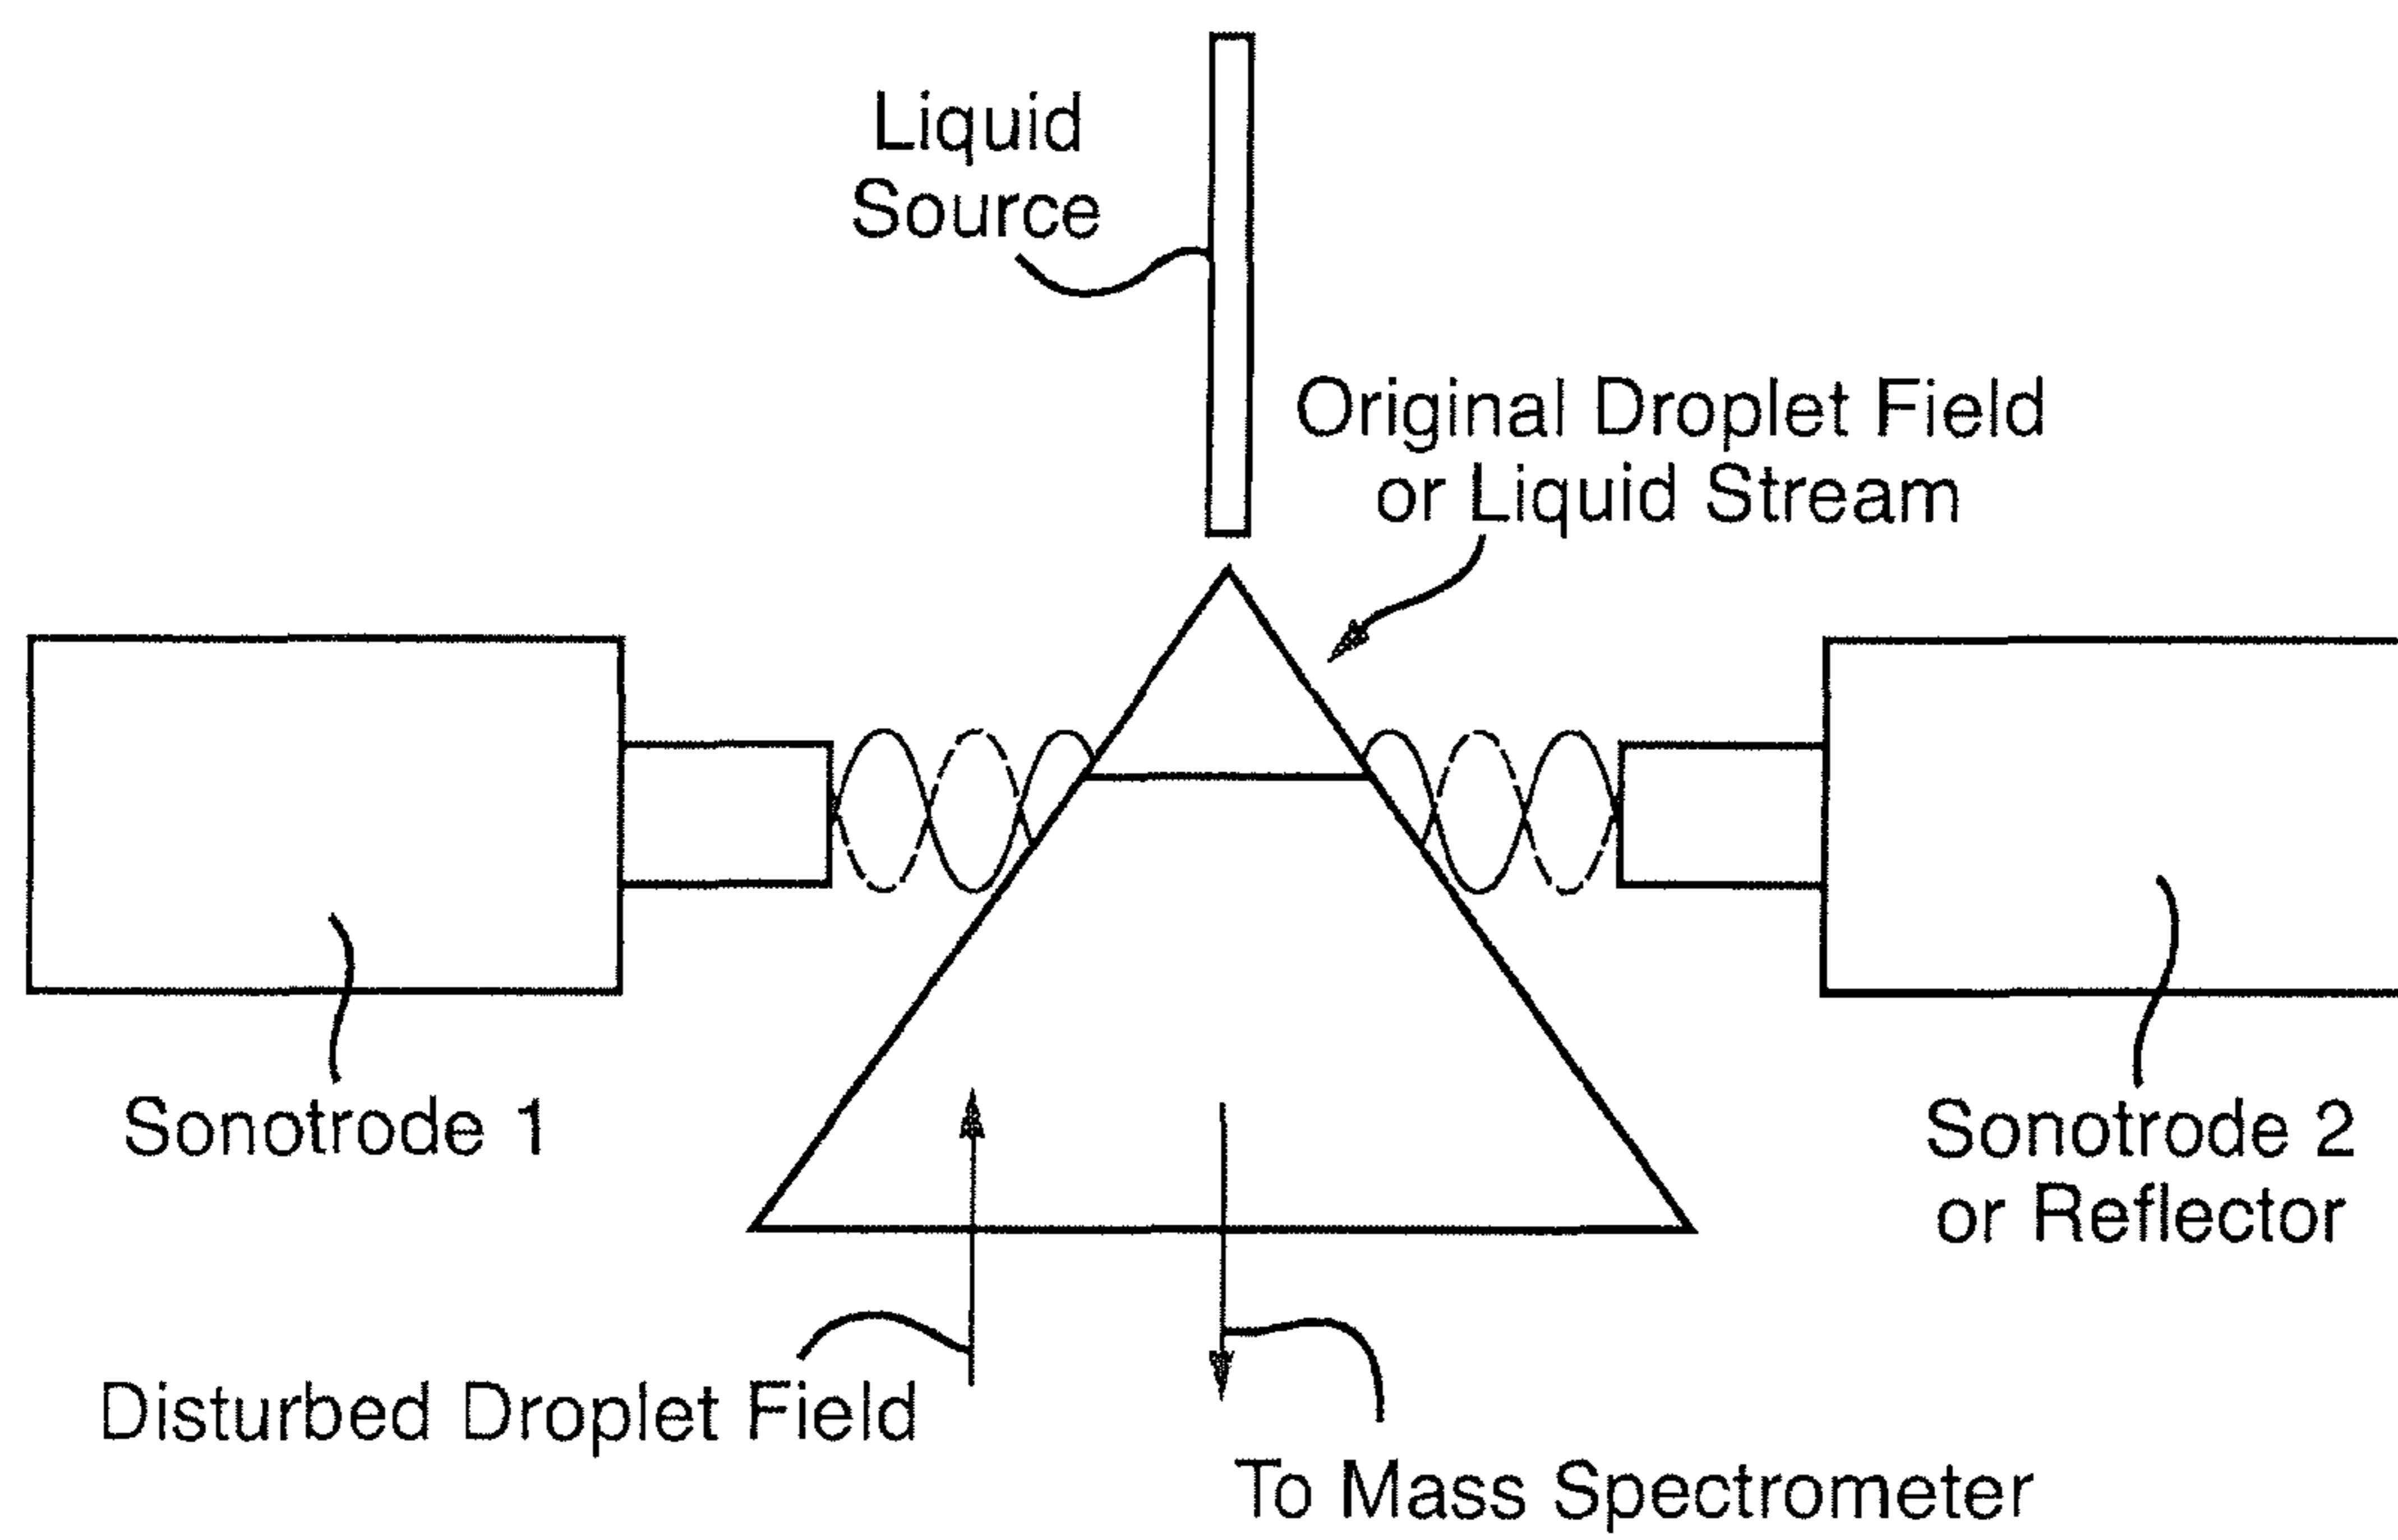 Liquid
Source
Original Droplet Field
or Liquid Stream
Sonotrode 1
Sonotrode 2
or Reflector
Disturbed Droplet Field
To Mass Spectrometer